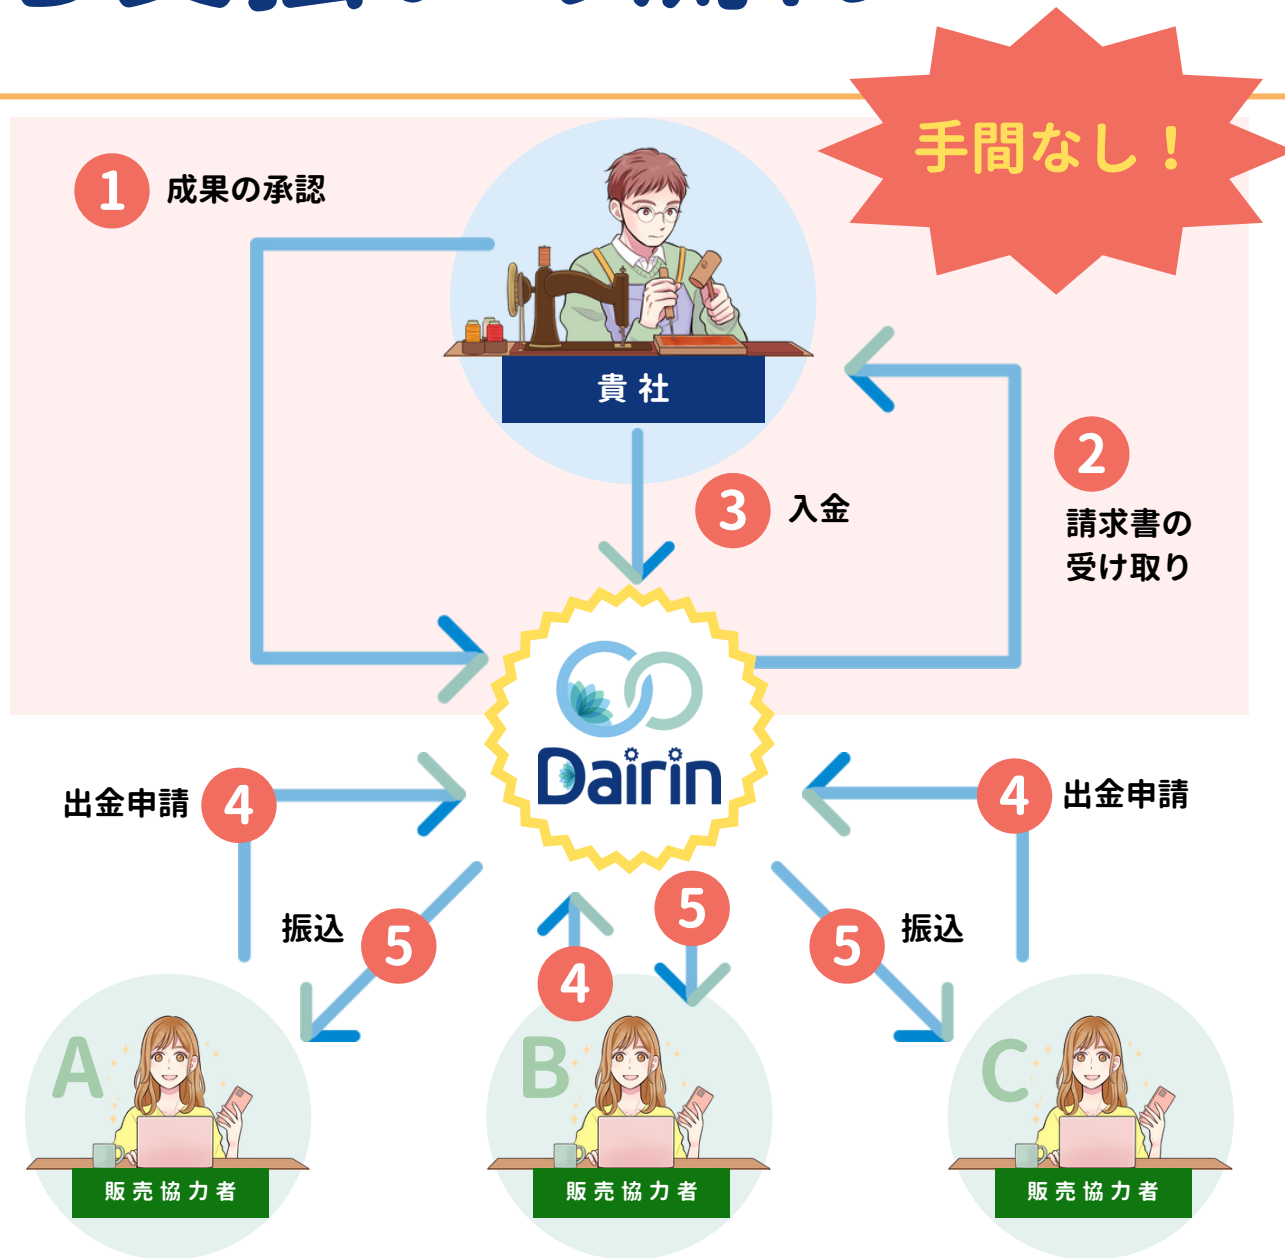 手間なし！
1 成果の承認
貴社
2
請求書の
受け取り
3 入金
Dairin
出金申請 4
4 出金申請
振込 5
4
5
5 振込
A
B
C
販売協力者
販売協力者
販売協力者